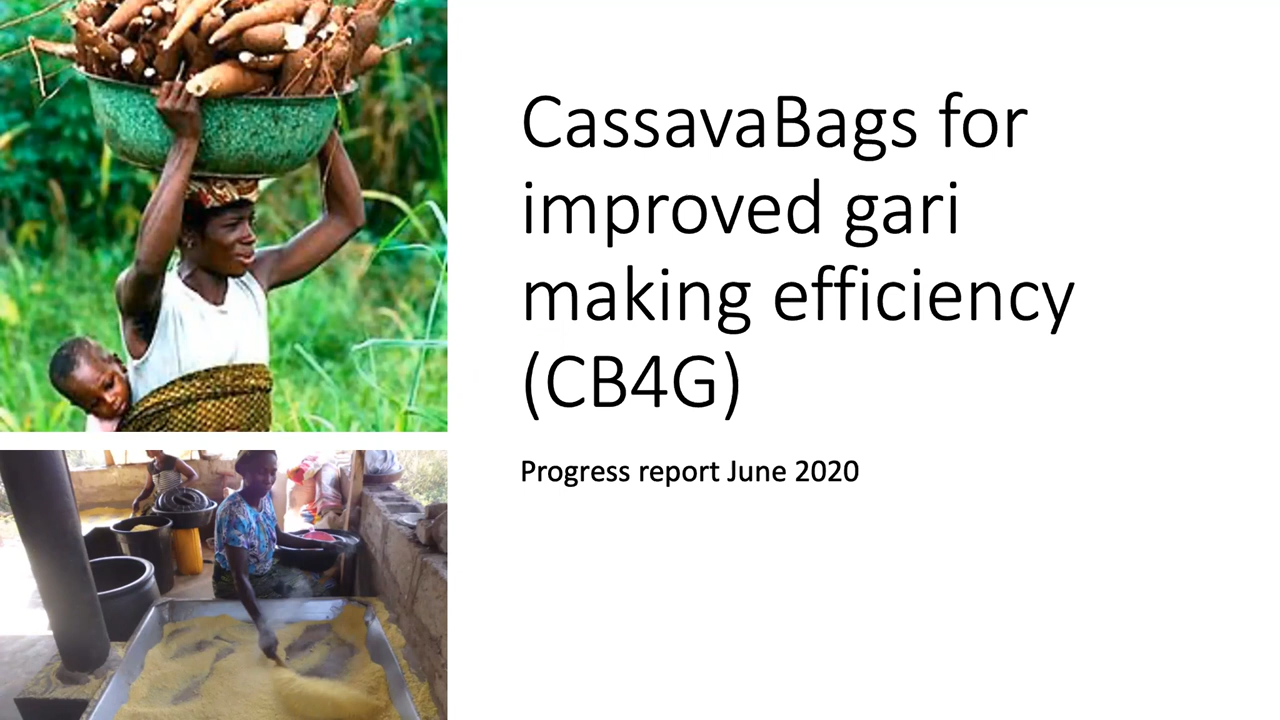 CassavaBags for
improved gari
making efficiency
(CB4G)
Progress report June 2020